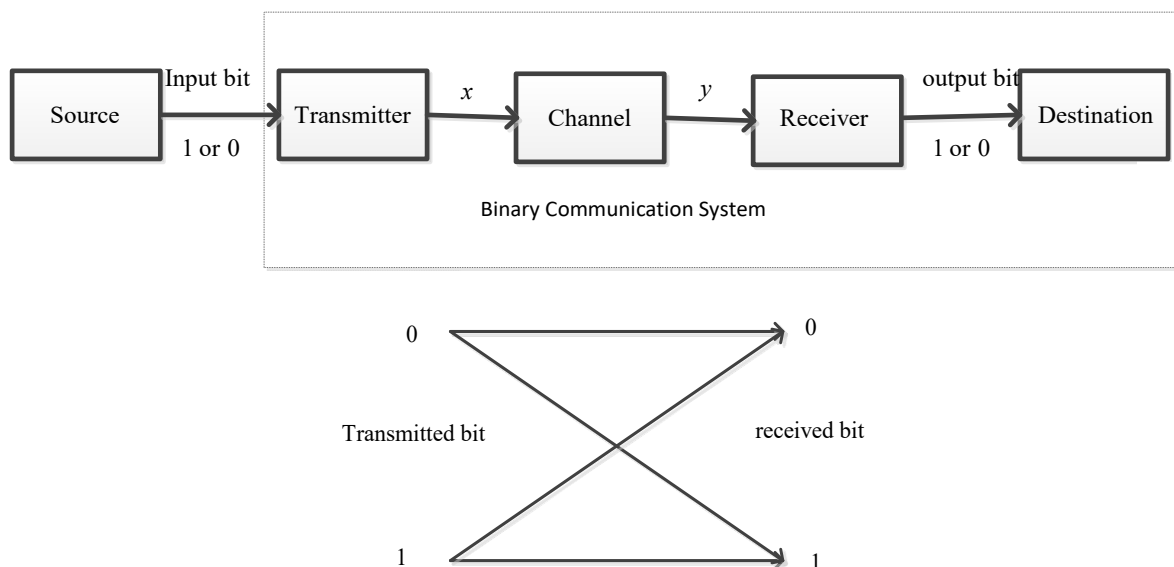 Input bit
output bit
Source
Transmitter
x
Channel
y
Receiver
Destination
1 or 0
1 or 0
Binary Communication System
0
0
Transmitted bit
received bit
1
1